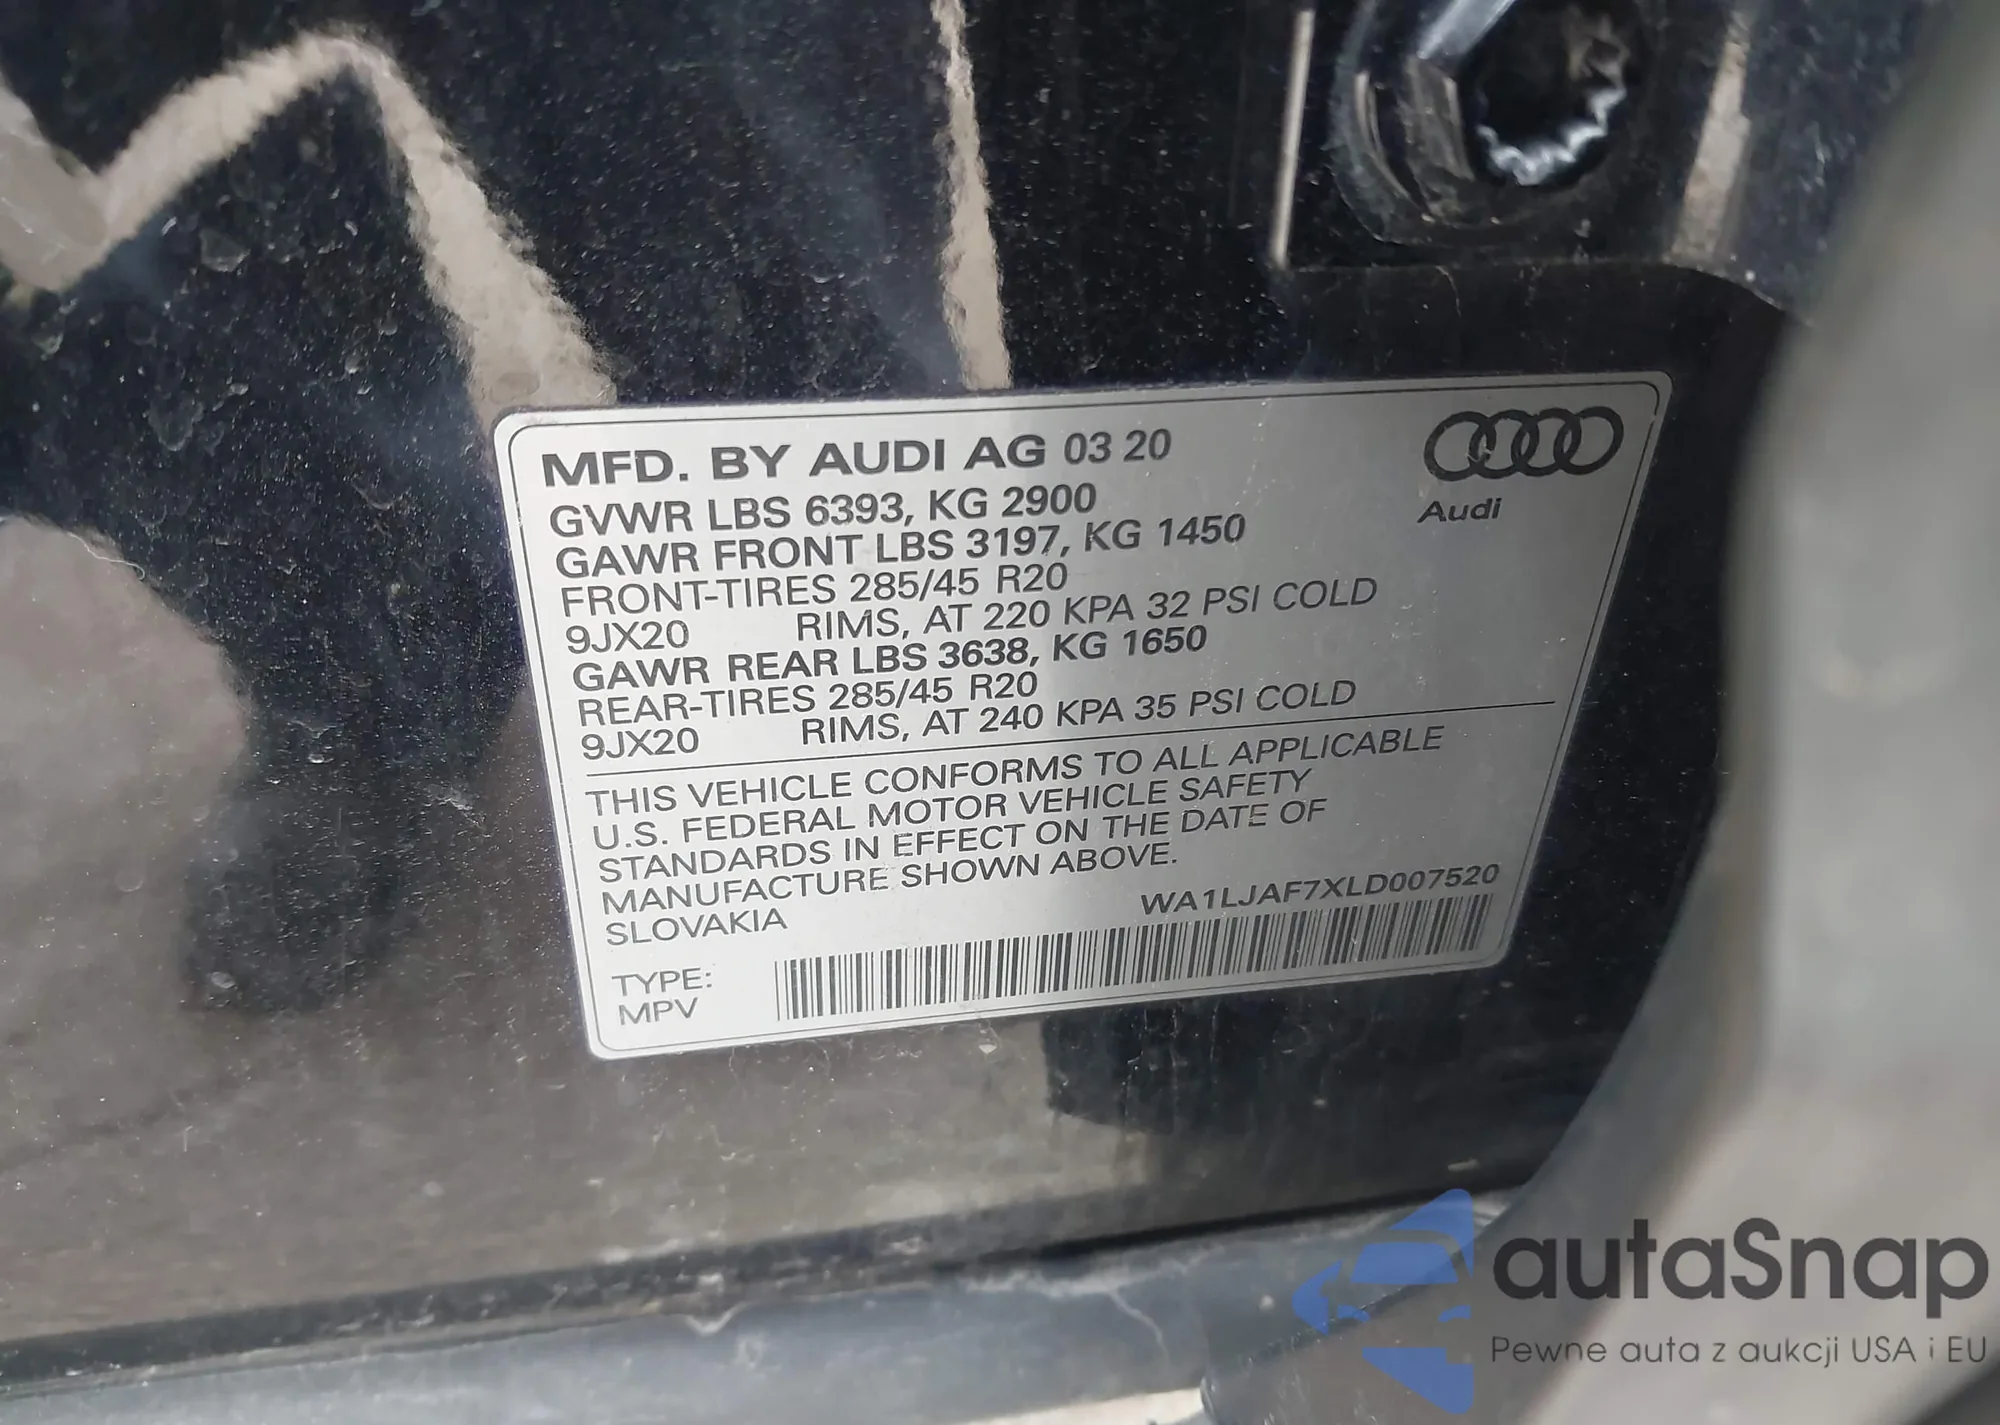 MFD. BY AUDI AG 03 20
GVWR LBS 6393, KG 2900
GAWR FRONT LBS 3197, KG 1450
FRONT-TIRES 285/45 R20
9JX20 RIMS, AT 220 KPA 32 PSI COLD
GAWR REAR LBS 3638, KG 1650
REAR-TIRES 285/45 R20
9JX20 RIMS, AT 240 KPA 35 PSI COLD
Audi
THIS VEHICLE CONFORMS TO ALL APPLICABLE
U.S. FEDERAL MOTOR VEHICLE SAFETY
STANDARDS IN EFFECT ON THE DATE OF
MANUFACTURE SHOWN ABOVE.
SLOVAKIA
WA1LJAF7XLD007520
TYPE:
MPV
autaSnap
Pewne auta z aukcji USA i EU